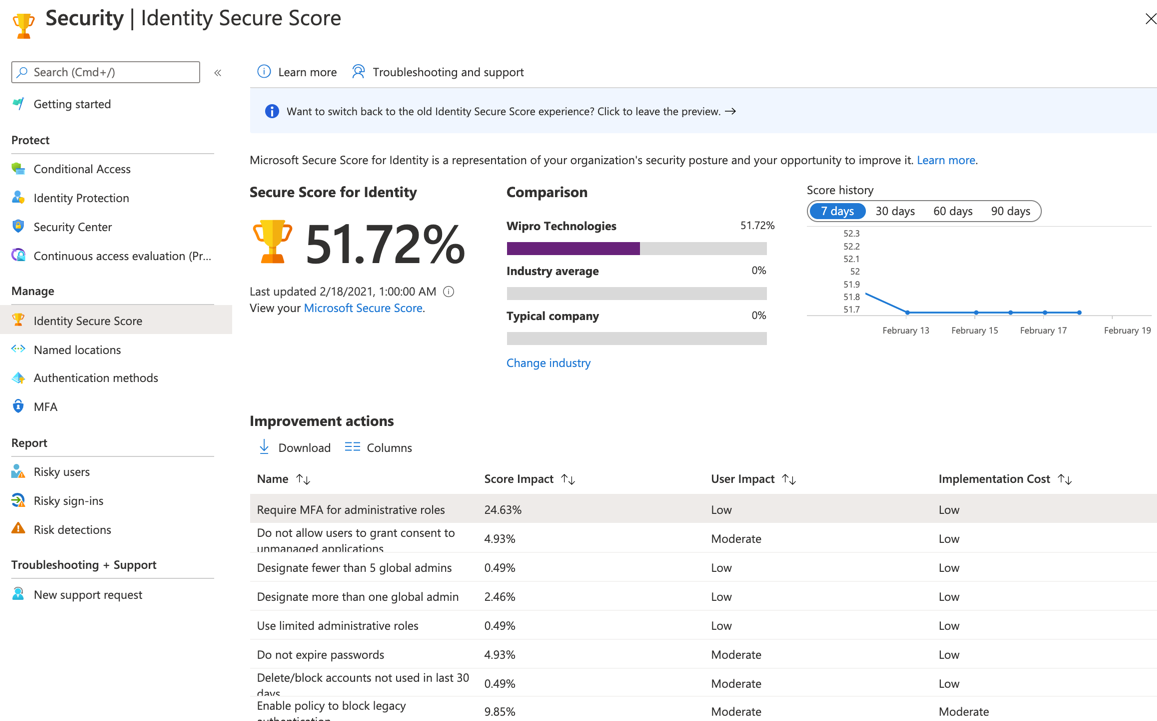 Security | Identity Secure Score
Search (Cmd+/)
«
Getting started
Protect
Conditional Access
Identity Protection
Security Center
Continuous access evaluation (Pr...
Manage
Identity Secure Score
Named locations
Authentication methods
MFA
Report
Risky users
Risky sign-ins
Risk detections
Troubleshooting + Support
New support request
Learn more
Troubleshooting and support
Want to switch back to the old Identity Secure Score experience? Click to leave the preview. →
Microsoft Secure Score for Identity is a representation of your organization's security posture and your opportunity to improve it. Learn more.
Secure Score for Identity
51.72%
Last updated 2/18/2021, 1:00:00 AM
View your Microsoft Secure Score.
Comparison
Wipro Technologies 51.72%
Industry average 0%
Typical company 0%
Change industry
Score history
7 days 30 days 60 days 90 days
52.3
52.2
52.1
52
51.9
51.8
51.7
February 13 February 15 February 17 February 19
Improvement actions
Download Columns
Name ↑↓ Score Impact ↑↓ User Impact ↑↓ Implementation Cost ↑↓
Require MFA for administrative roles 24.63% Low Low
Do not allow users to grant consent to
unmanaged applications 4.93% Moderate Low
Designate fewer than 5 global admins 0.49% Low Low
Designate more than one global admin 2.46% Low Low
Use limited administrative roles 0.49% Low Low
Do not expire passwords 4.93% Moderate Low
Delete/block accounts not used in last 30
days 0.49% Moderate Low
Enable policy to block legacy
authentication 9.85% Moderate Moderate